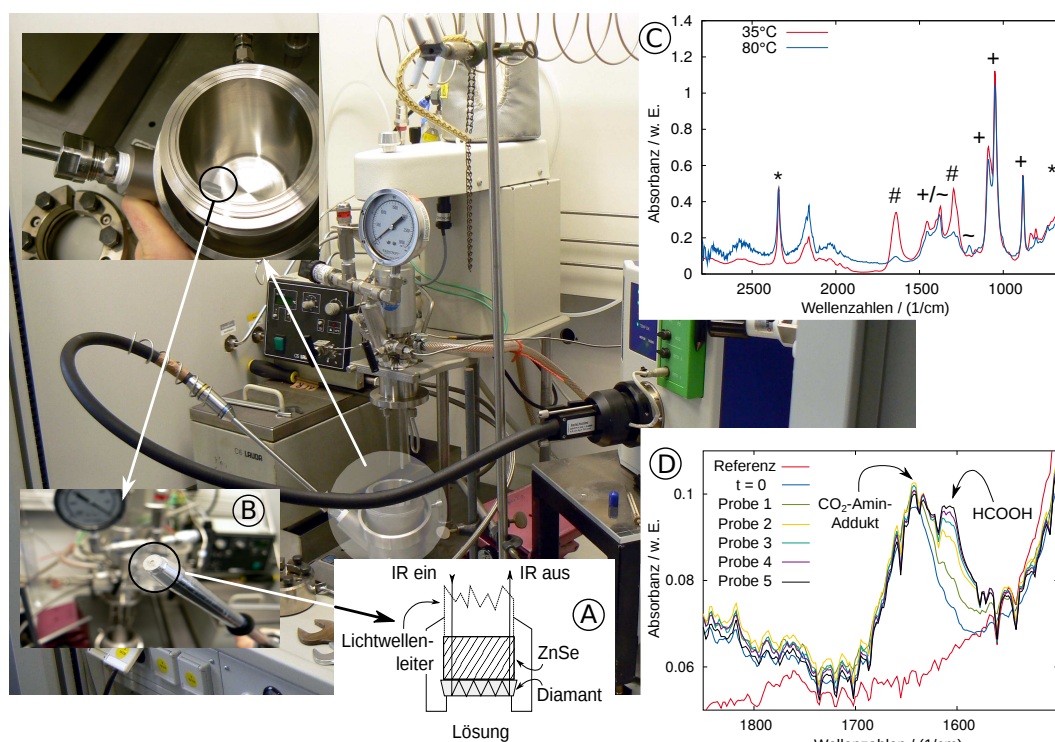 C
35°C
80°C
Absorbanz / w. E.
1.4
1.2
1
0.8
0.6
0.4
0.2
0
*
#
+/~
#
~
+
+
+
*
2500
2000
1500
1000
Wellenzahlen / (1/cm)
LAUDA
B
IR ein
IR aus
A
Lichtwellen-
leiter
ZnSe
Diamant
Lösung
D
Referenz
t = 0
Probe 1
Probe 2
Probe 3
Probe 4
Probe 5
CO₂-Amin-
Addukt
HCOOH
Absorbanz / w. E.
0.1
0.08
0.06
1800
1700
1600
Wellenzahlen / (1/cm)